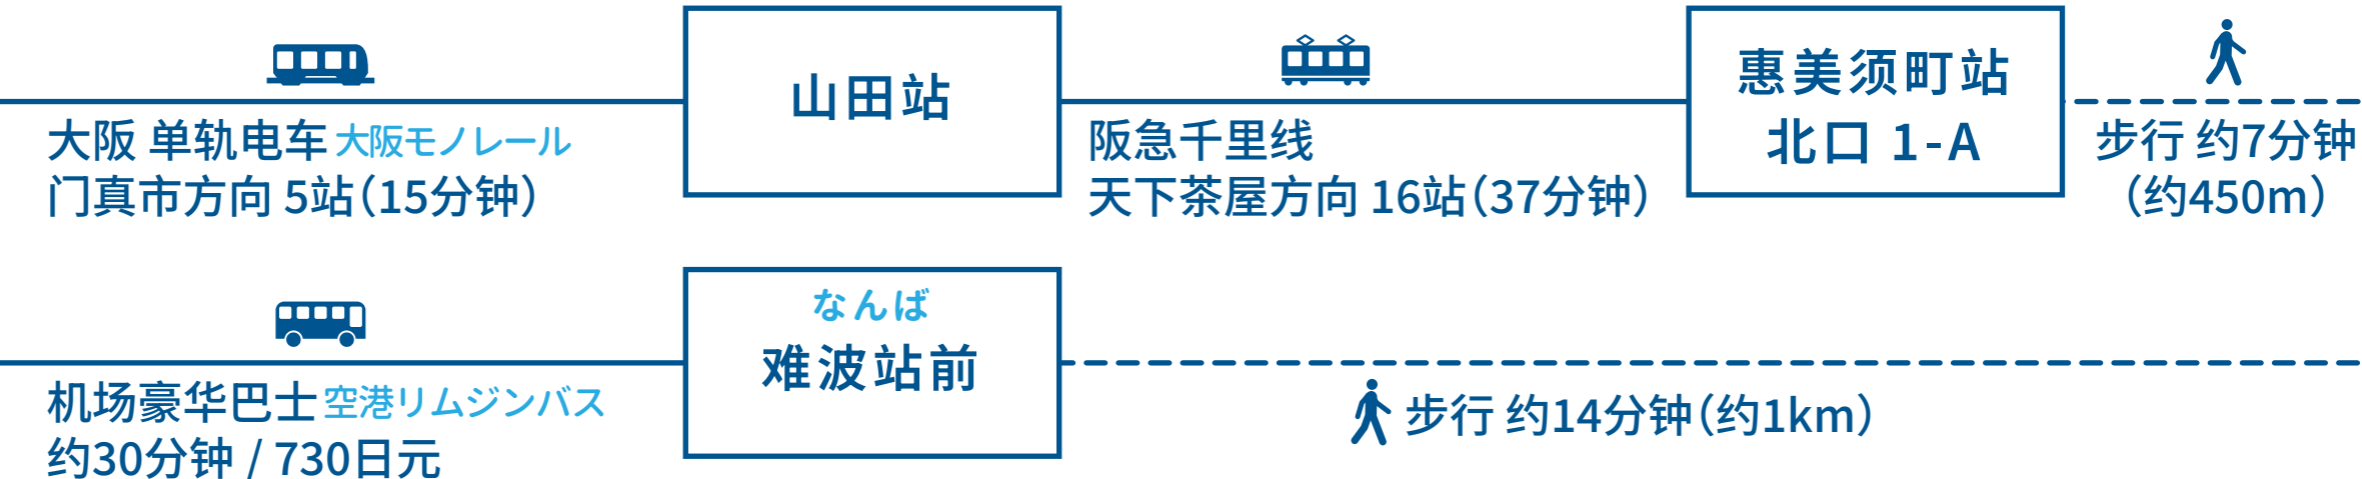 山田站
惠美须町站
北口 1-A
大阪 单轨电车 大阪モノレール
门真市方向 5站（15分钟）
阪急千里线
天下茶屋方向 16站（37分钟）
步行 约7分钟
（约450m）
なんば
难波站前
机场豪华巴士 空港リムジンバス
约30分钟 / 730日元
步行 约14分钟（约1km）